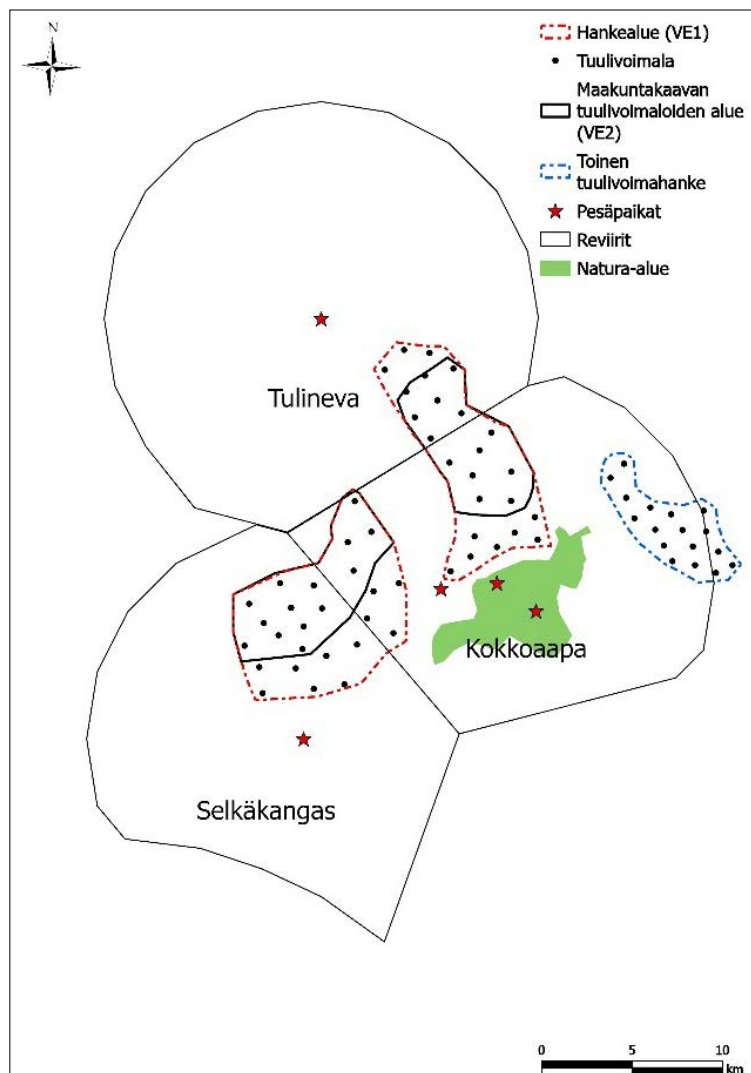 N
Hankealue (VE1)
Tuulivoimala
Maakuntakaavan
tuulivoimaloiden alue
(VE2)
Toinen
tuulivoimahanke
Pesäpaikat
Reviirit
Natura-alue
Tulineva
Kokkoaapa
Selkäkangas
0 5 10
km